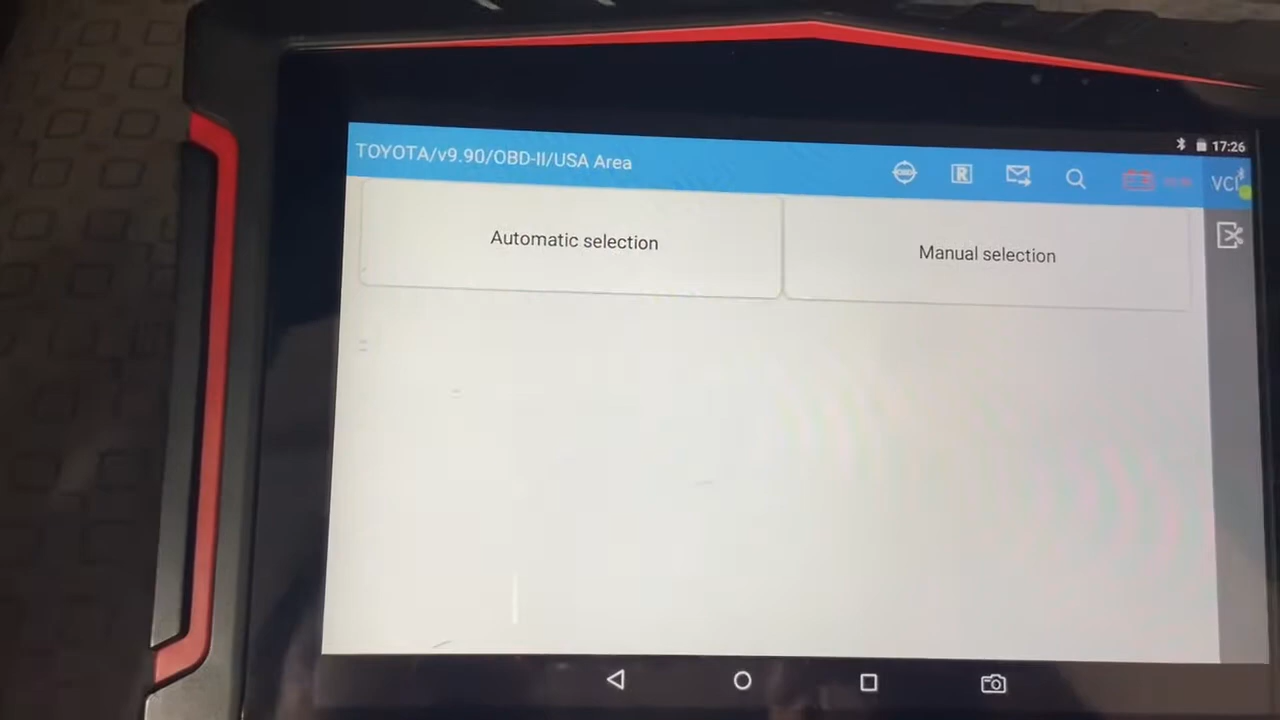 17:26
TOYOTA/v9.90/OBD-II/USA Area
R
VCI
Automatic selection
Manual selection